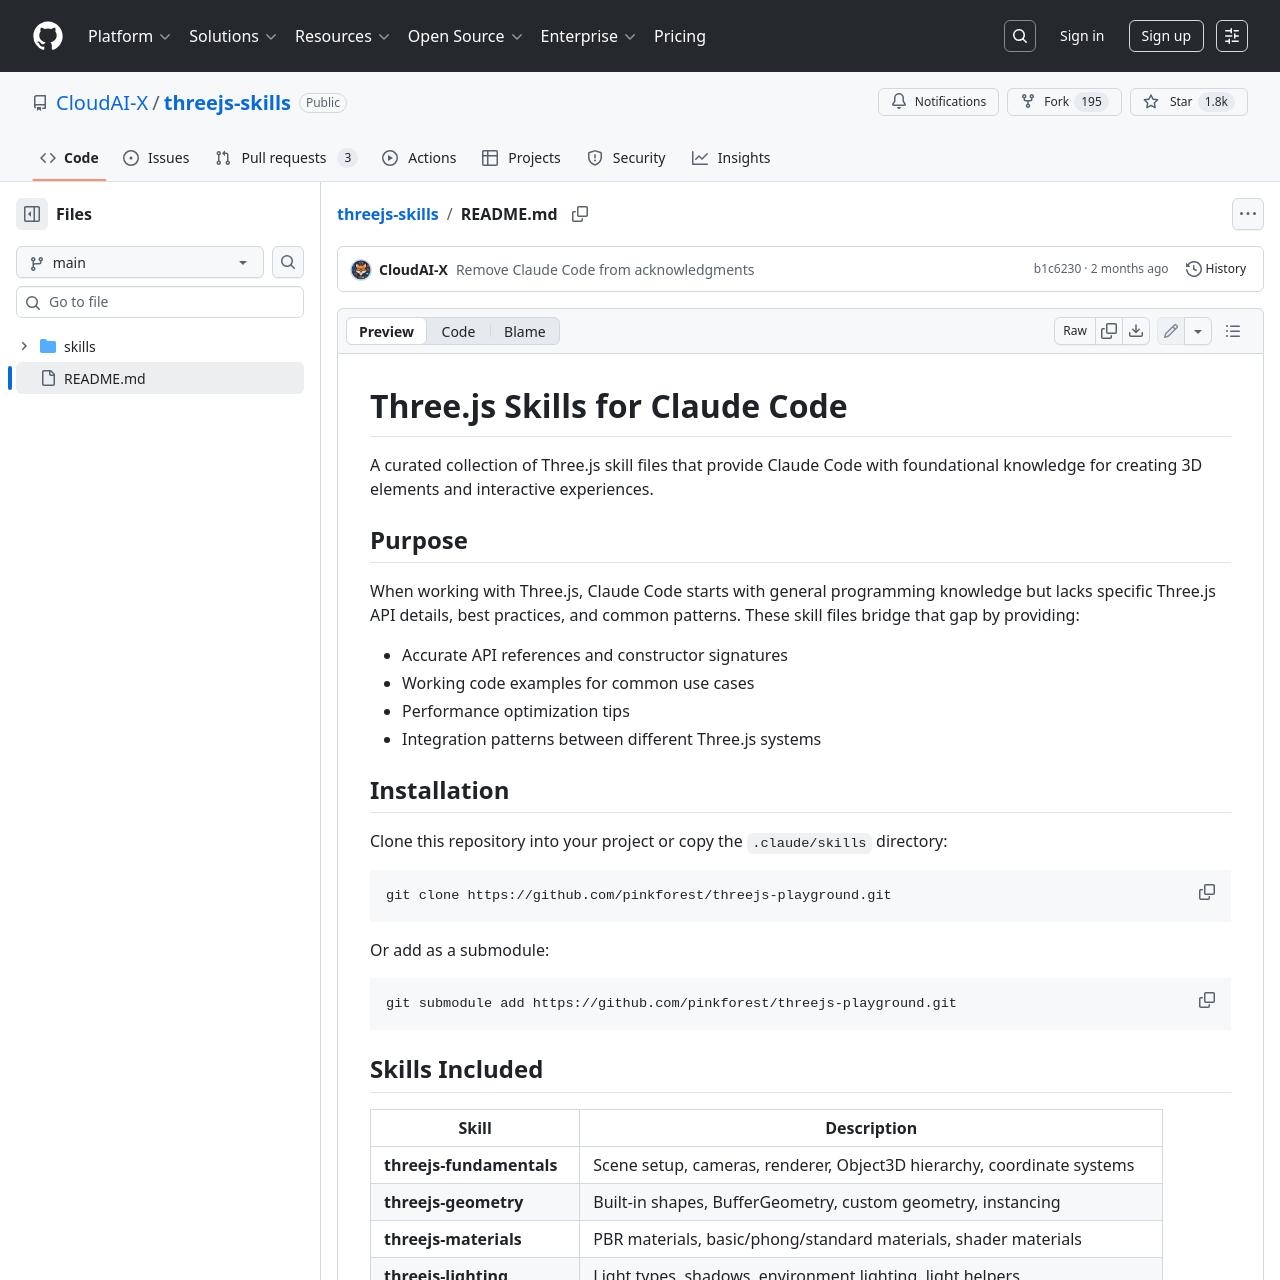 Platform Solutions Resources Open Source Enterprise Pricing Sign in Sign up
CloudAI-X / threejs-skills Public Notifications Fork 195 Star 1.8k
Code Issues Pull requests 3 Actions Projects Security Insights
Files
main
Go to file
skills
README.md
threejs-skills / README.md
CloudAI-X Remove Claude Code from acknowledgments b1c6230 · 2 months ago History
Preview Code Blame Raw
Three.js Skills for Claude Code
A curated collection of Three.js skill files that provide Claude Code with foundational knowledge for creating 3D
elements and interactive experiences.
Purpose
When working with Three.js, Claude Code starts with general programming knowledge but lacks specific Three.js
API details, best practices, and common patterns. These skill files bridge that gap by providing:
• Accurate API references and constructor signatures
• Working code examples for common use cases
• Performance optimization tips
• Integration patterns between different Three.js systems
Installation
Clone this repository into your project or copy the .claude/skills directory:
git clone https://github.com/pinkforest/threejs-playground.git
Or add as a submodule:
git submodule add https://github.com/pinkforest/threejs-playground.git
Skills Included
Skill Description
threejs-fundamentals Scene setup, cameras, renderer, Object3D hierarchy, coordinate systems
threejs-geometry Built-in shapes, BufferGeometry, custom geometry, instancing
threejs-materials PBR materials, basic/phong/standard materials, shader materials
threejs-lighting Light types, shadows, environment lighting, light helpers